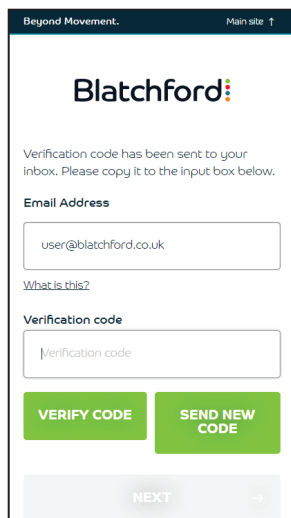 Beyond Movement. Main site ↑
Blatchford
Verification code has been sent to your
inbox. Please copy it to the input box below.
Email Address
user@blatchford.co.uk
What is this?
Verification code
Verification code
VERIFY CODE
SEND NEW
CODE
NEXT →